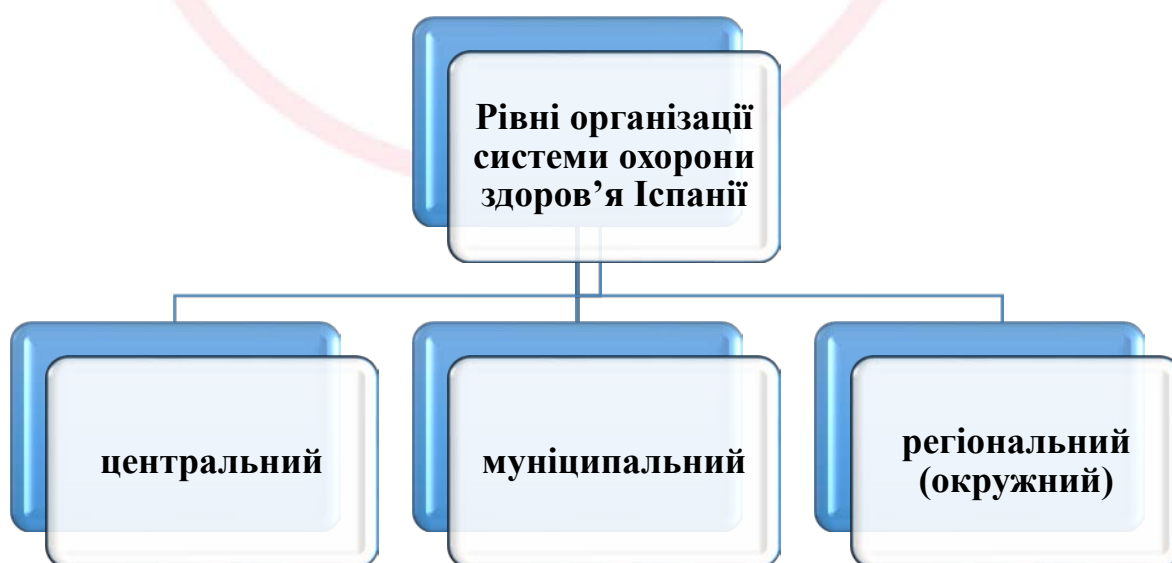 Рівні організації
системи охорони
здоров’я Іспанії
центральний
муніципальний
регіональний
(окружний)